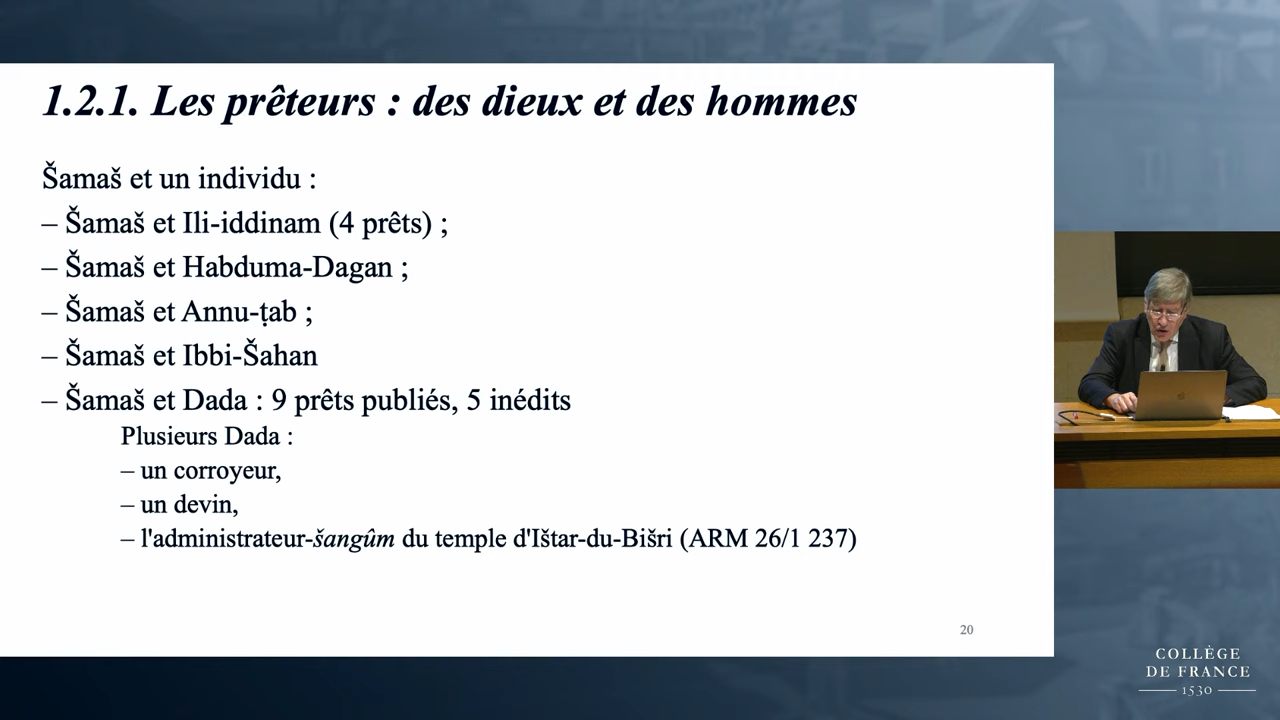 1.2.1. Les prêteurs : des dieux et des hommes
Šamaš et un individu :
– Šamaš et Ili-iddinam (4 prêts) ;
– Šamaš et Habduma-Dagan ;
– Šamaš et Annu-ṭab ;
– Šamaš et Ibbi-Šahan
– Šamaš et Dada : 9 prêts publiés, 5 inédits
Plusieurs Dada :
– un corroyeur,
– un devin,
– l'administrateur-šangûm du temple d'Ištar-du-Bišri (ARM 26/1 237)
20
COLLÈGE
DE FRANCE
1530